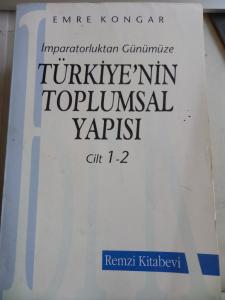 EMRE KONGAR
İmparatorluktan Günümüze
TÜRKİYE'NİN
TOPLUMSAL
YAPISI
Cilt 1-2
Remzi Kitabevi